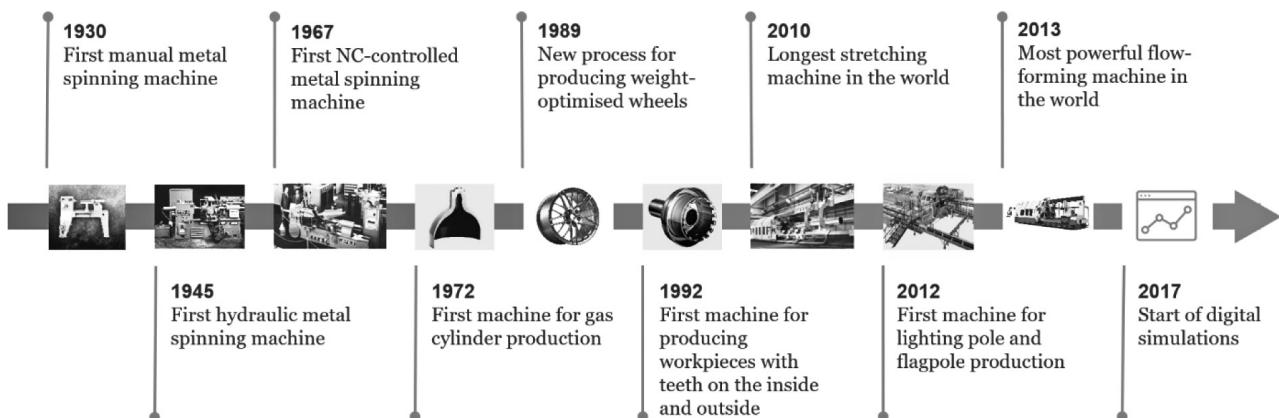 1930
First manual metal
spinning machine
1967
First NC-controlled
metal spinning
machine
1989
New process for
producing weight-
optimised wheels
2010
Longest stretching
machine in the world
2013
Most powerful flow-
forming machine in
the world
1945
First hydraulic metal
spinning machine
1972
First machine for gas
cylinder production
1992
First machine for
producing
workpieces with
teeth on the inside
and outside
2012
First machine for
lighting pole and
flagpole production
2017
Start of digital
simulations